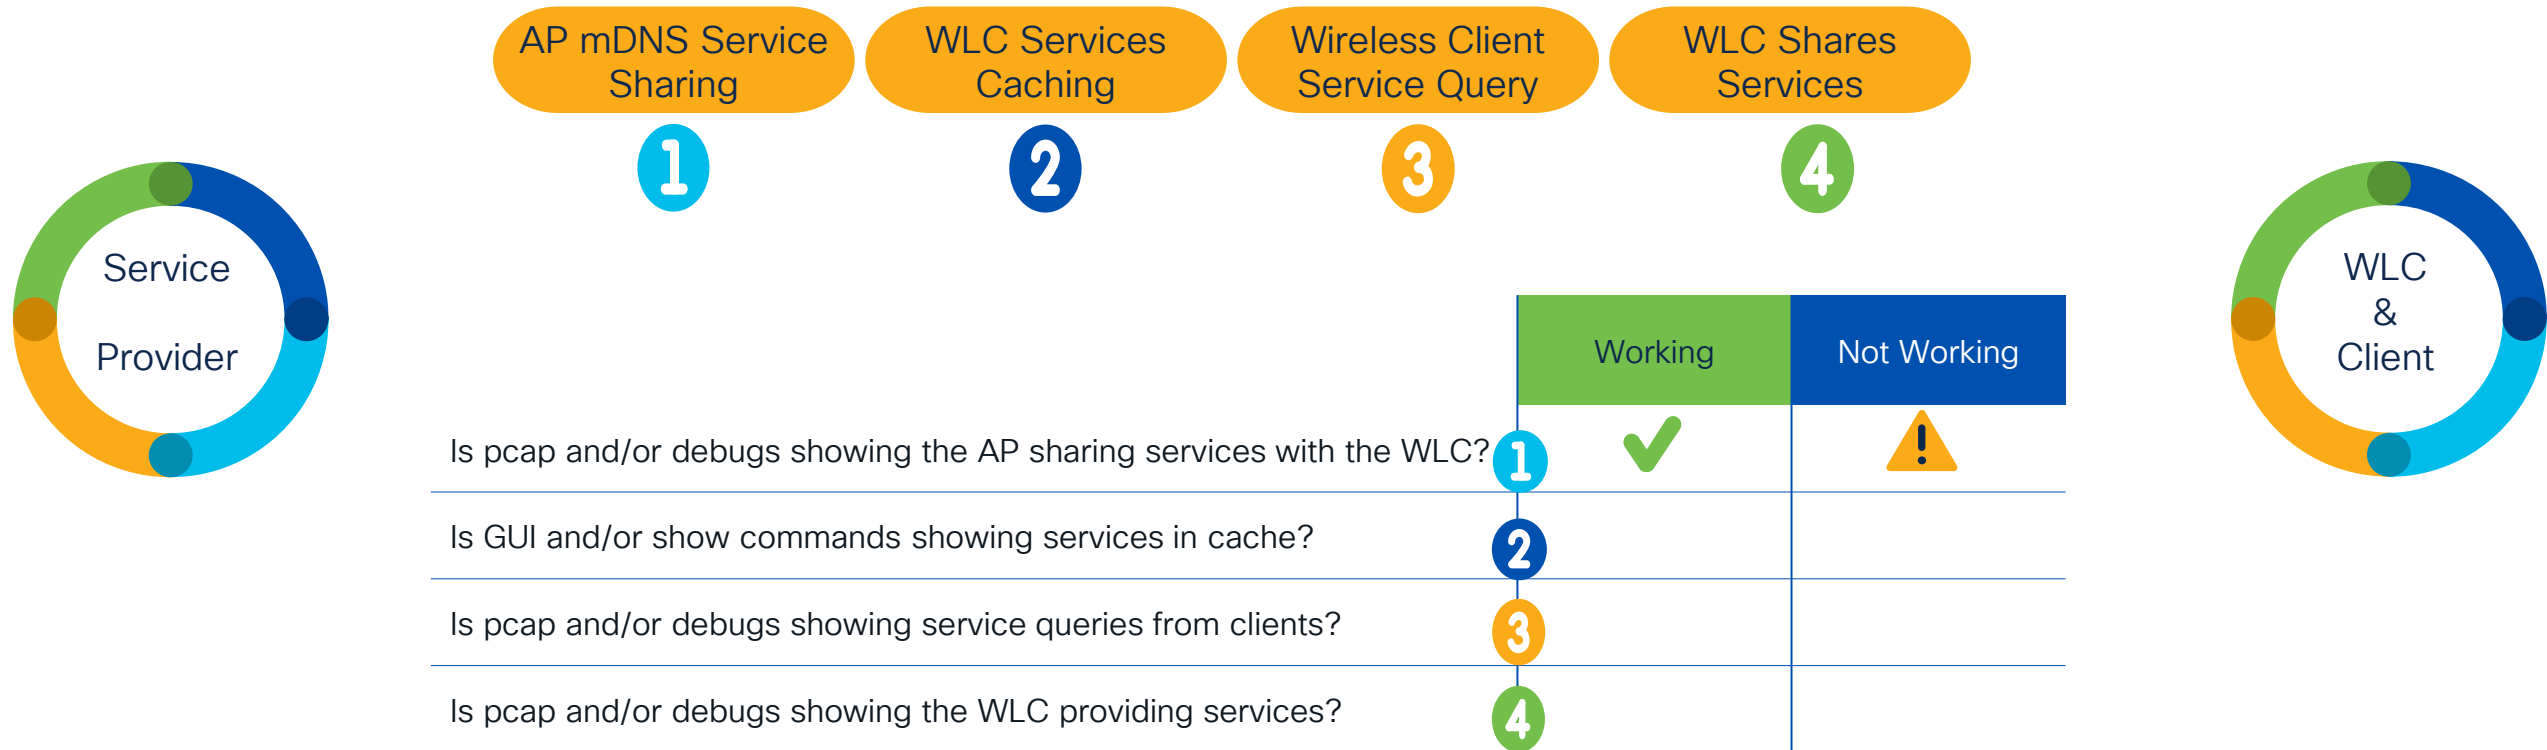 AP mDNS Service
Sharing
WLC Services
Caching
Wireless Client
Service Query
WLC Shares
Services
1
2
3
4
Service
Provider
WLC
&
Client
Working
Not Working
Is pcap and/or debugs showing the AP sharing services with the WLC?
1
!
Is GUI and/or show commands showing services in cache?
2
Is pcap and/or debugs showing service queries from clients?
3
Is pcap and/or debugs showing the WLC providing services?
4